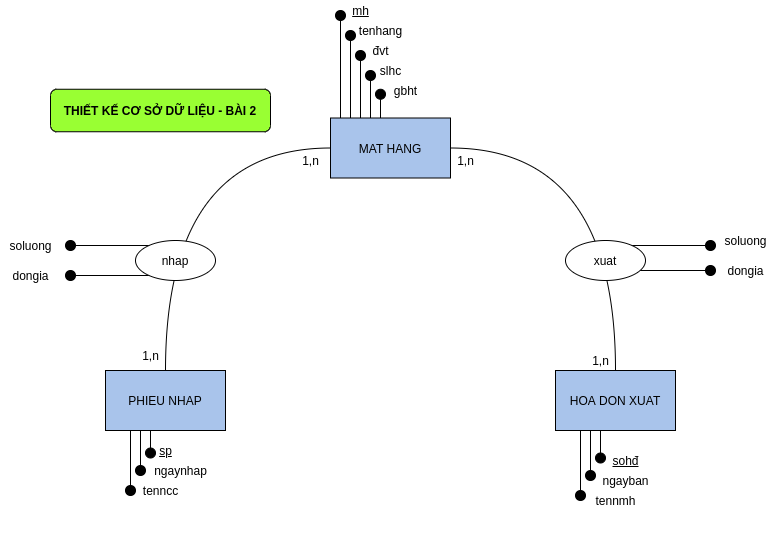 mh
tenhang
đvt
slhc
gbht
THIẾT KẾ CƠ SỞ DỮ LIỆU - BÀI 2
MAT HANG
1,n
1,n
soluong
dongia
nhap
xuat
soluong
dongia
1,n
1,n
PHIEU NHAP
HOA DON XUAT
sp
ngaynhap
tenncc
sohđ
ngayban
tennmh